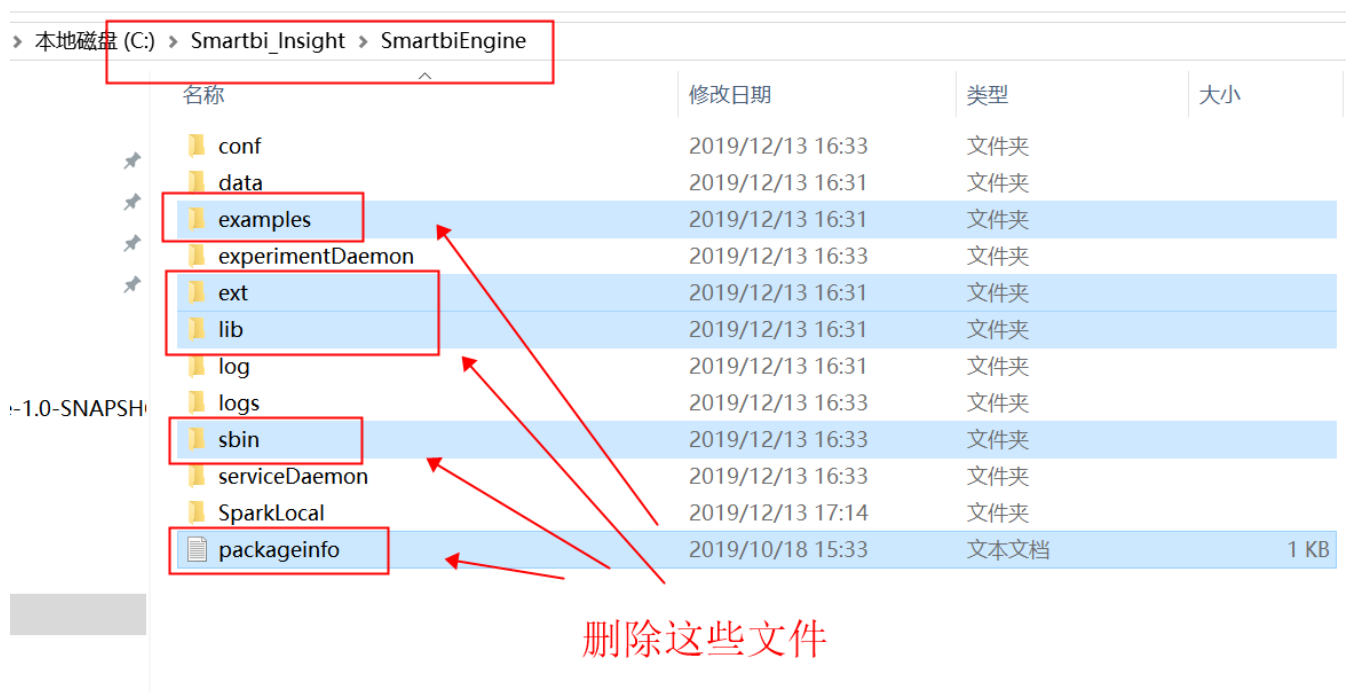 本地磁盘 (C:) > Smartbi_Insight > SmartbiEngine
名称 修改日期 类型 大小
conf 2019/12/13 16:33 文件夹
data 2019/12/13 16:31 文件夹
examples 2019/12/13 16:31 文件夹
experimentDaemon 2019/12/13 16:33 文件夹
ext 2019/12/13 16:31 文件夹
lib 2019/12/13 16:31 文件夹
log 2019/12/13 16:31 文件夹
e-1.0-SNAPSH
logs 2019/12/13 16:33 文件夹
sbin 2019/12/13 16:33 文件夹
serviceDaemon 2019/12/13 16:33 文件夹
SparkLocal 2019/12/13 17:14 文件夹
packageinfo 2019/10/18 15:33 文本文档 1 KB
删除这些文件